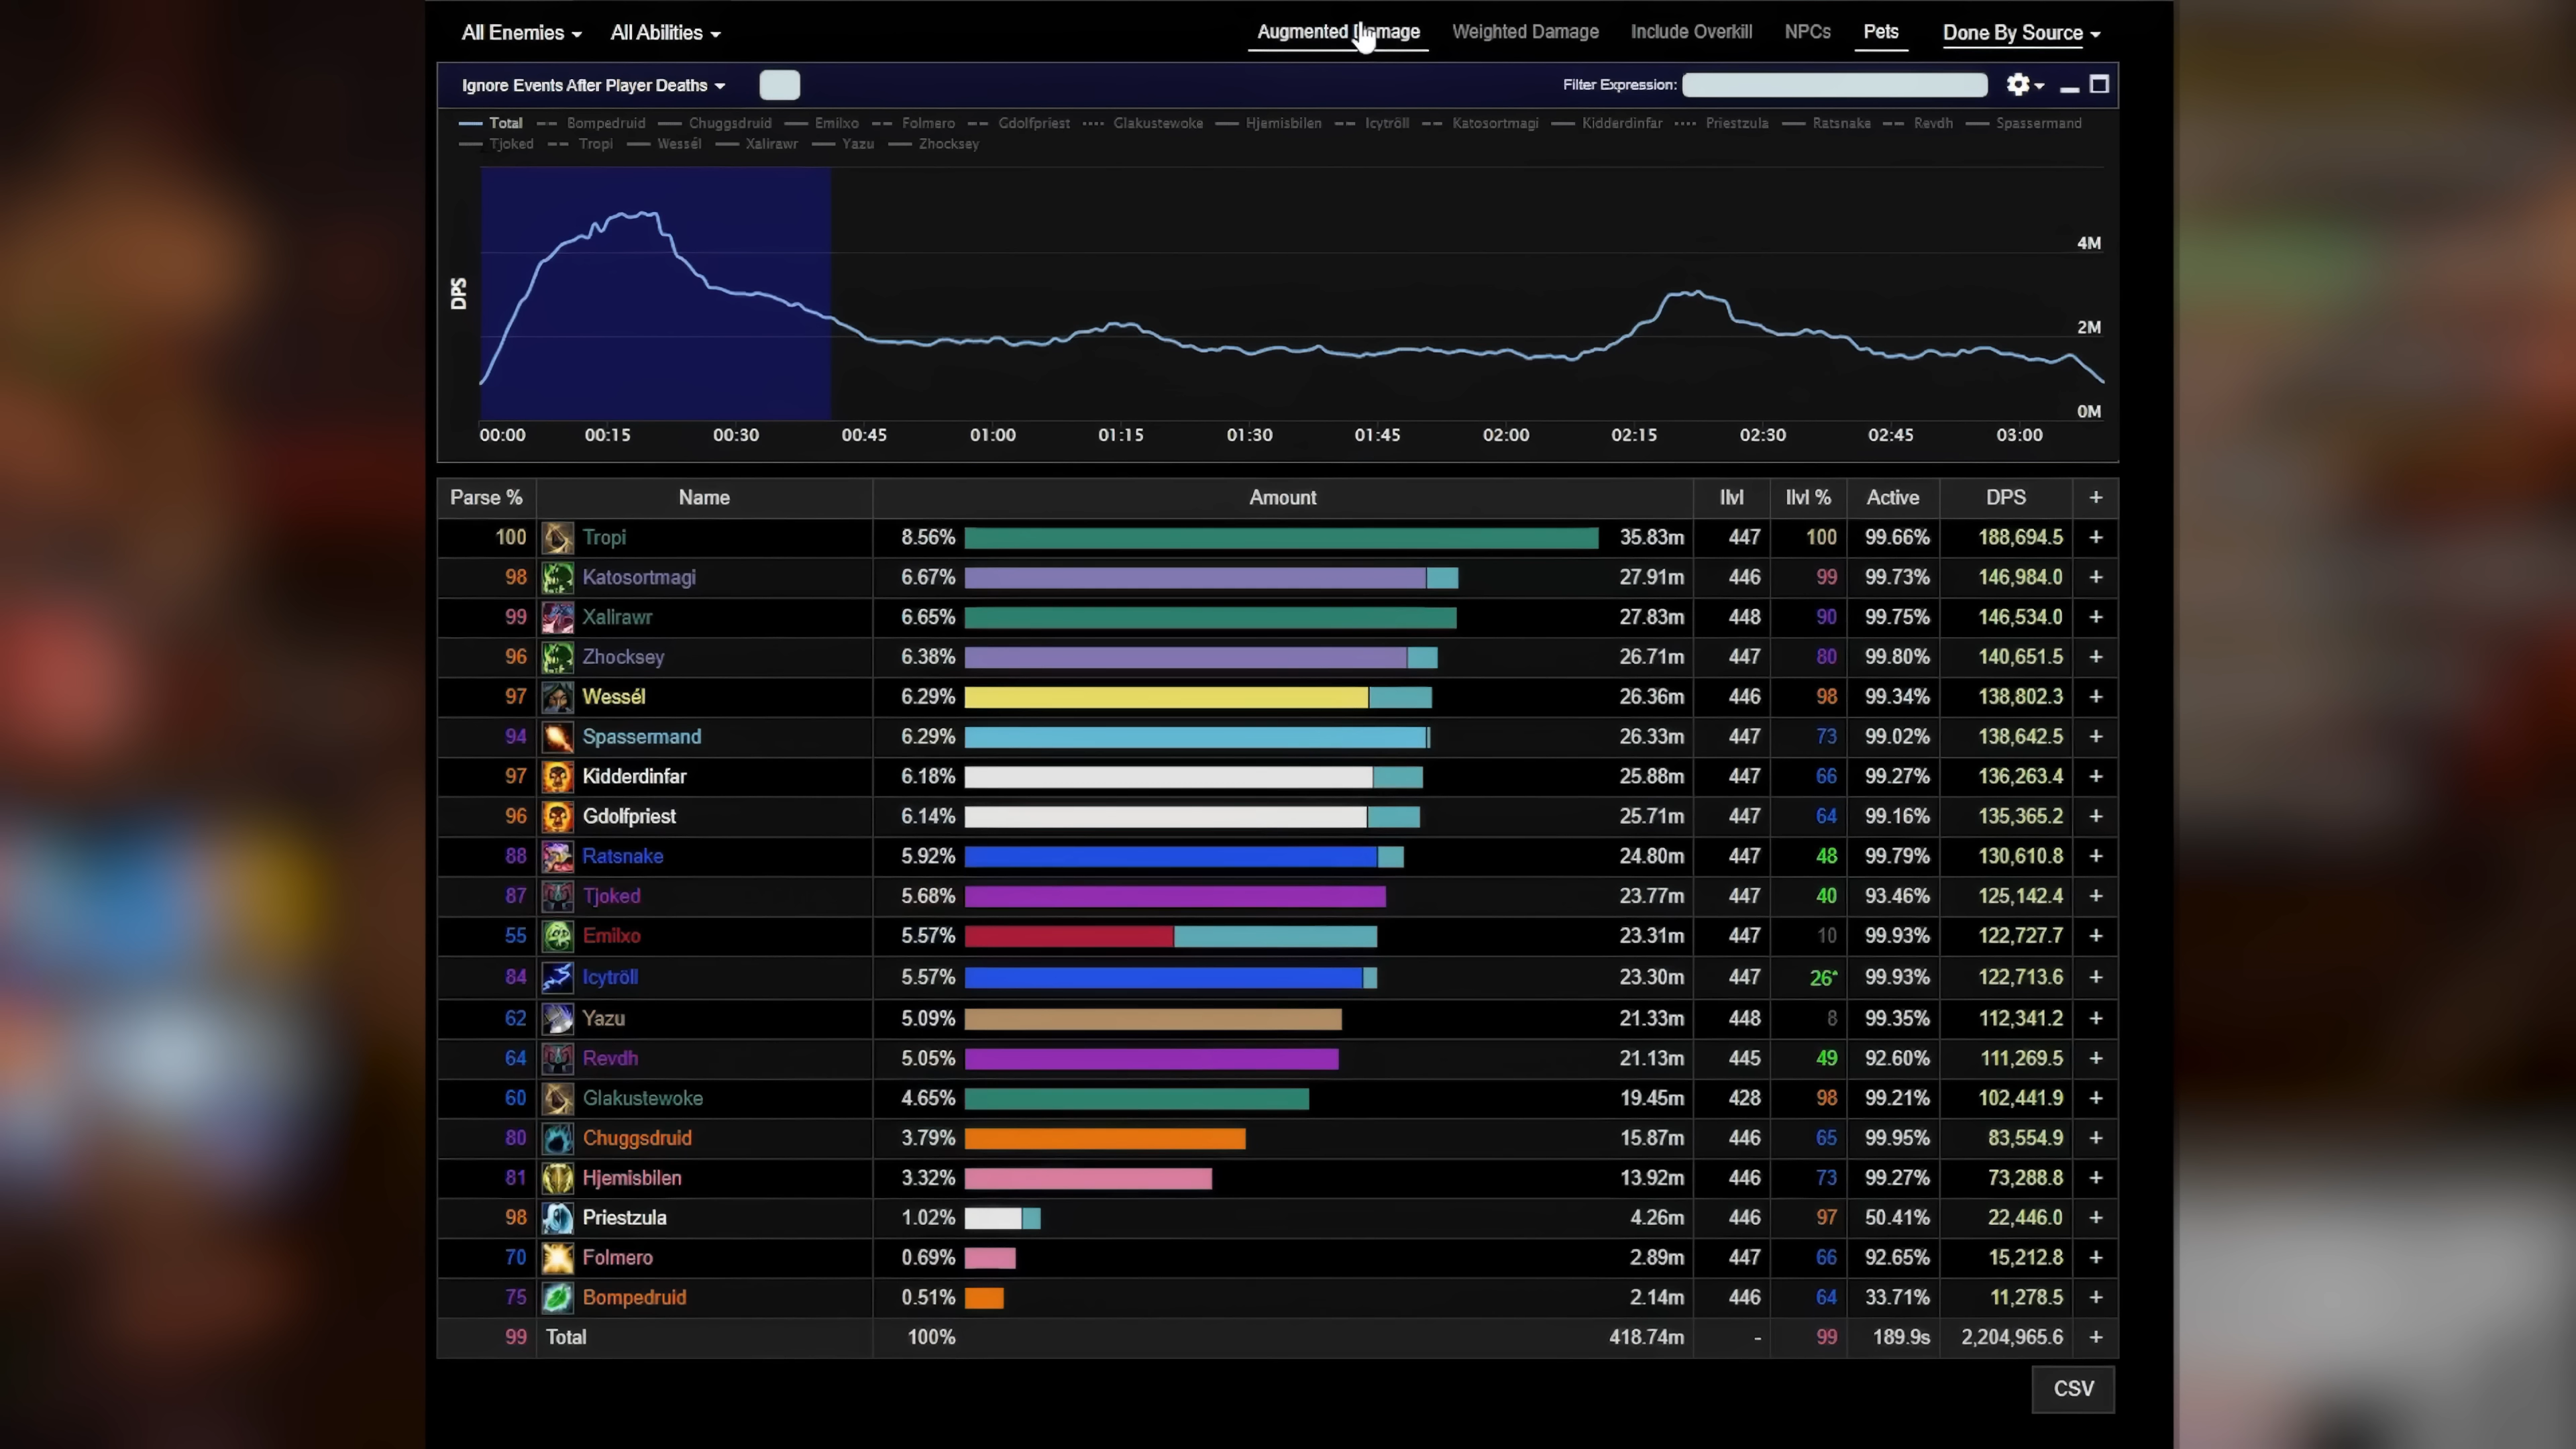 All Enemies All Abilities Augmented Damage Weighted Damage Include Overkill NPCs Pets Done By Source
Ignore Events After Player Deaths Filter Expression:
Total Bompedruid Chuggsdruid Emilxo Folmero Gdolfpriest Glakustewoke Hjemisbilen Icytröll Katosortmagi Kidderdinfar Priestzula Ratsnake Revdh Spassermand
Tjoked Tropi Wessél Xalirawr Yazu Zhocksey
4M
DPS
2M
0M
00:00 00:15 00:30 00:45 01:00 01:15 01:30 01:45 02:00 02:15 02:30 02:45 03:00
Parse % Name Amount Ilvl Ilvl % Active DPS +
100 Tropi 8.56% 35.83m 447 100 99.66% 188,694.5 +
98 Katosortmagi 6.67% 27.91m 446 99 99.73% 146,984.0 +
99 Xalirawr 6.65% 27.83m 448 90 99.75% 146,534.0 +
96 Zhocksey 6.38% 26.71m 447 80 99.80% 140,651.5 +
97 Wessél 6.29% 26.36m 446 98 99.34% 138,802.3 +
94 Spassermand 6.29% 26.33m 447 73 99.02% 138,642.5 +
97 Kidderdinfar 6.18% 25.88m 447 66 99.27% 136,263.4 +
96 Gdolfpriest 6.14% 25.71m 447 64 99.16% 135,365.2 +
88 Ratsnake 5.92% 24.80m 447 48 99.79% 130,610.8 +
87 Tjoked 5.68% 23.77m 447 40 93.46% 125,142.4 +
55 Emilxo 5.57% 23.31m 447 10 99.93% 122,727.7 +
84 Icytröll 5.57% 23.30m 447 26* 99.93% 122,713.6 +
62 Yazu 5.09% 21.33m 448 8 99.35% 112,341.2 +
64 Revdh 5.05% 21.13m 445 49 92.60% 111,269.5 +
60 Glakustewoke 4.65% 19.45m 428 98 99.21% 102,441.9 +
80 Chuggsdruid 3.79% 15.87m 446 65 99.95% 83,554.9 +
81 Hjemisbilen 3.32% 13.92m 446 73 99.27% 73,288.8 +
98 Priestzula 1.02% 4.26m 446 97 50.41% 22,446.0 +
70 Folmero 0.69% 2.89m 447 66 92.65% 15,212.8 +
75 Bompedruid 0.51% 2.14m 446 64 33.71% 11,278.5 +
99 Total 100% 418.74m - 99 189.9s 2,204,965.6 +
CSV